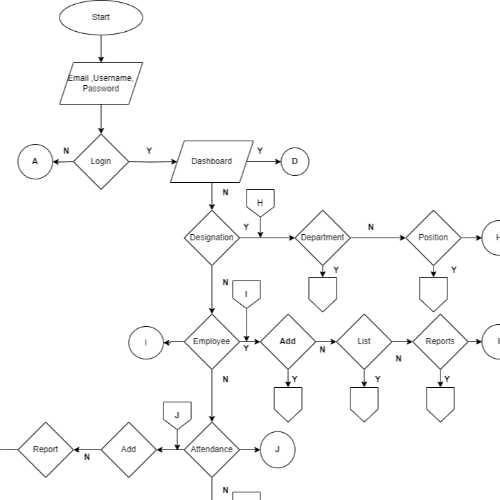 Start
Email ,Username,
Password
A
N
Login
Y
Dashboard
Y
D
N
H
Designation
Y
Department
N
Position
H
Y
Y
N
I
I
Employee
Y
Add
N
List
N
Reports
N
Y
Y
Y
J
Report
N
Add
Attendance
J
N